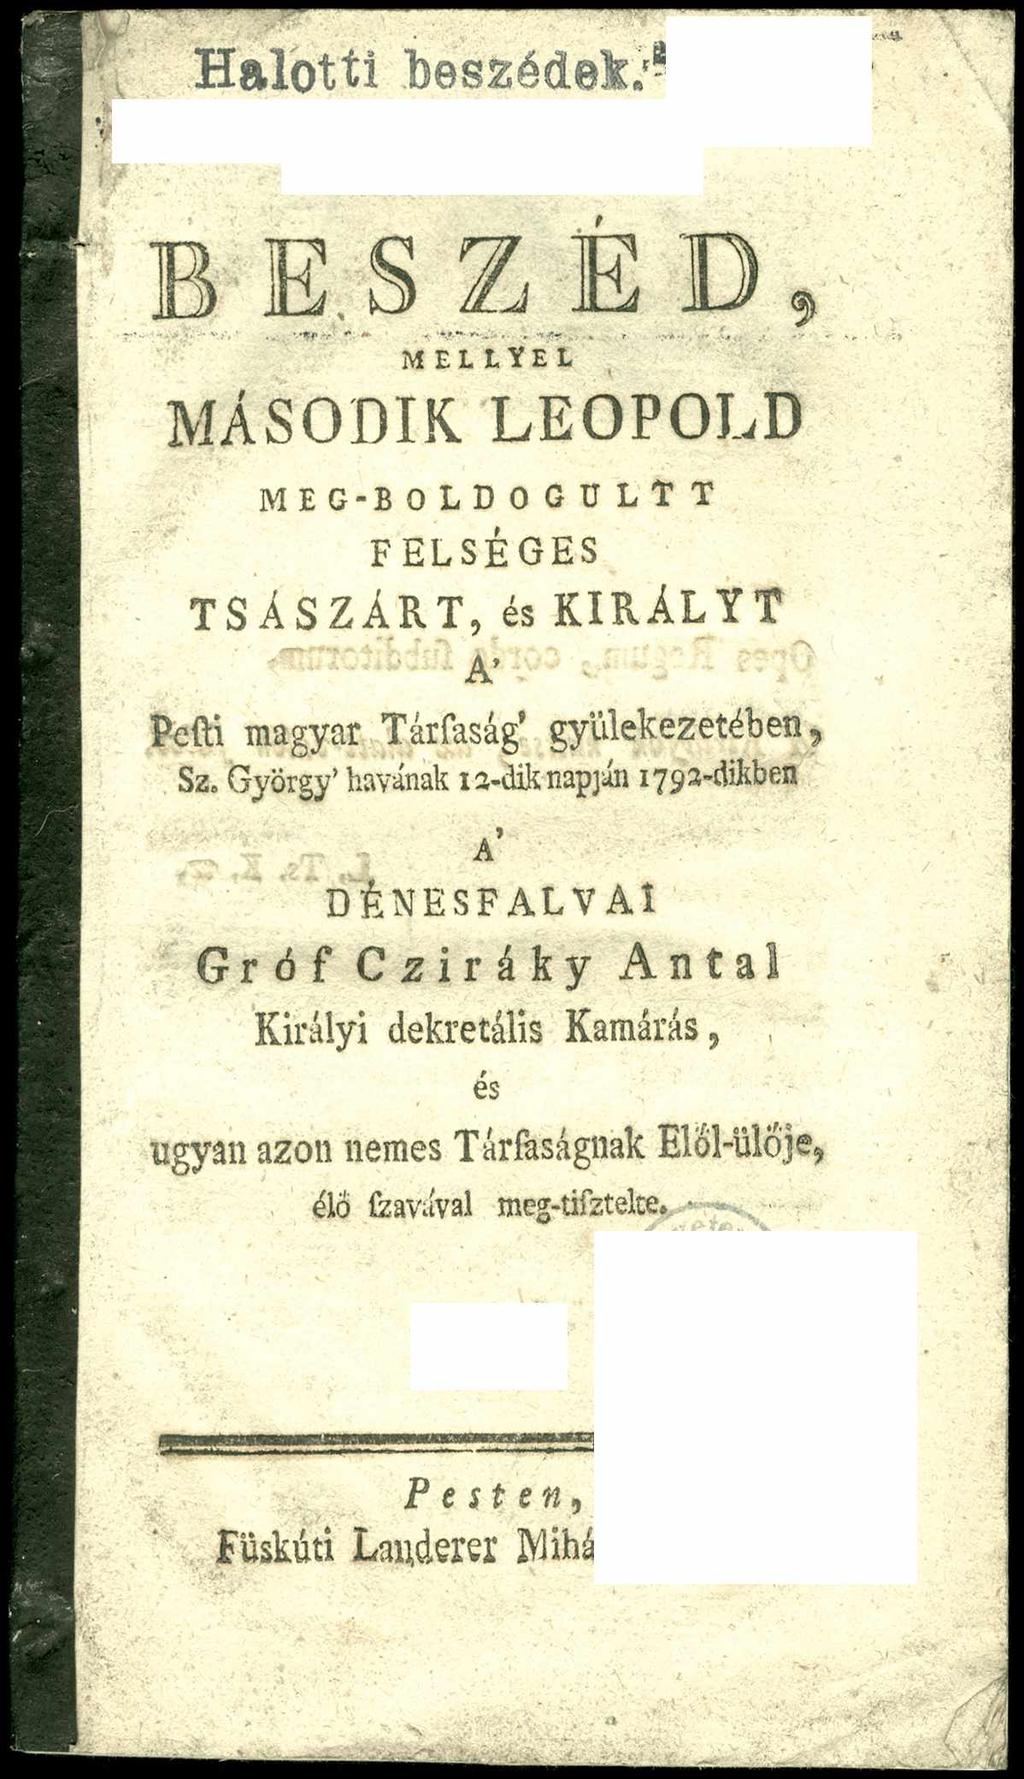 Halotti beszédek.
BESZÉD,
MELLYEL
MÁSODIK LEOPOLD
MEG-BOLDOGULTT
FELSÉGES
TSÁSZÁRT, és KIRÁLYT
A'
Peſti magyar Társaſág' gyülekezetében,
Sz. György' havának 12-dik napján 1792-dikben
A'
DÉNESFALVAI
Gróf Cziráky Antal
Királyi dekretális Kamárás,
és
ugyan azon nemes Társaſágnak Elől-ülője,
élő ſzavával meg-tiſztelte.
Pesten,
Füskúti Landerer Mihá